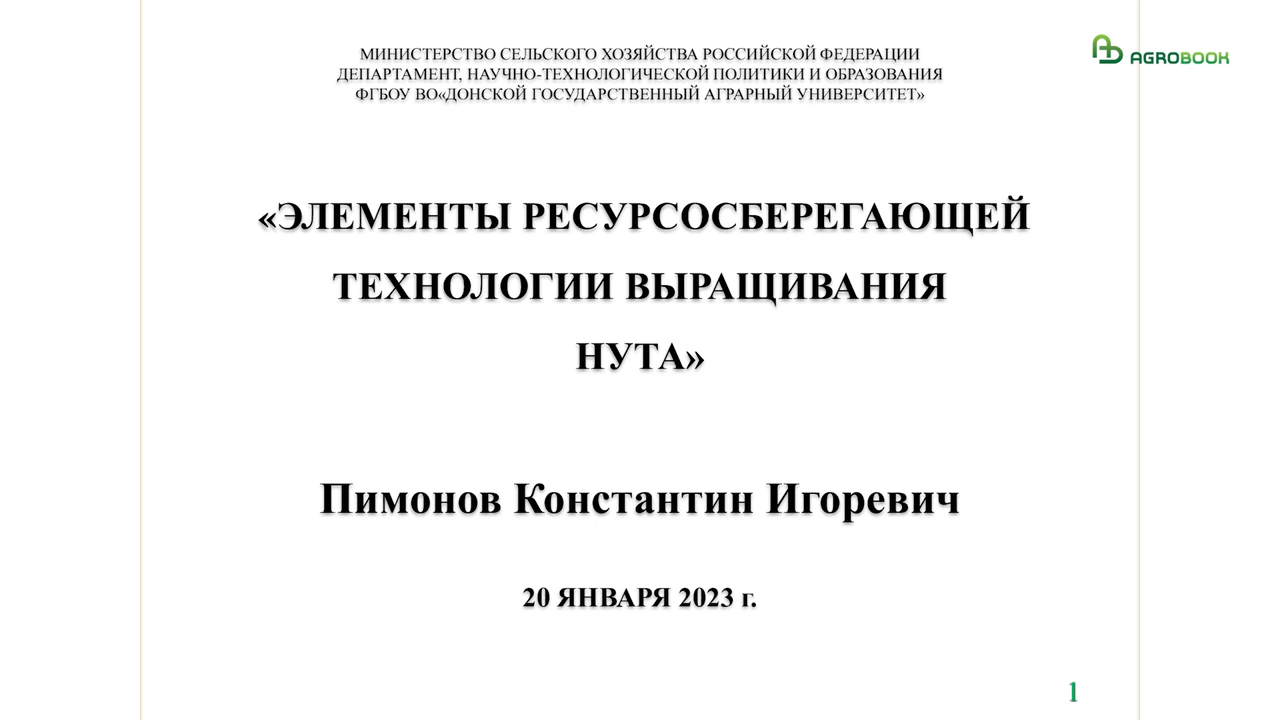 МИНИСТЕРСТВО СЕЛЬСКОГО ХОЗЯЙСТВА РОССИЙСКОЙ ФЕДЕРАЦИИ
ДЕПАРТАМЕНТ, НАУЧНО-ТЕХНОЛОГИЧЕСКОЙ ПОЛИТИКИ И ОБРАЗОВАНИЯ
ФГБОУ ВО«ДОНСКОЙ ГОСУДАРСТВЕННЫЙ АГРАРНЫЙ УНИВЕРСИТЕТ»
AGROBOOK
«ЭЛЕМЕНТЫ РЕСУРСОСБЕРЕГАЮЩЕЙ
ТЕХНОЛОГИИ ВЫРАЩИВАНИЯ
НУТА»
Пимонов Константин Игоревич
20 ЯНВАРЯ 2023 г.
1